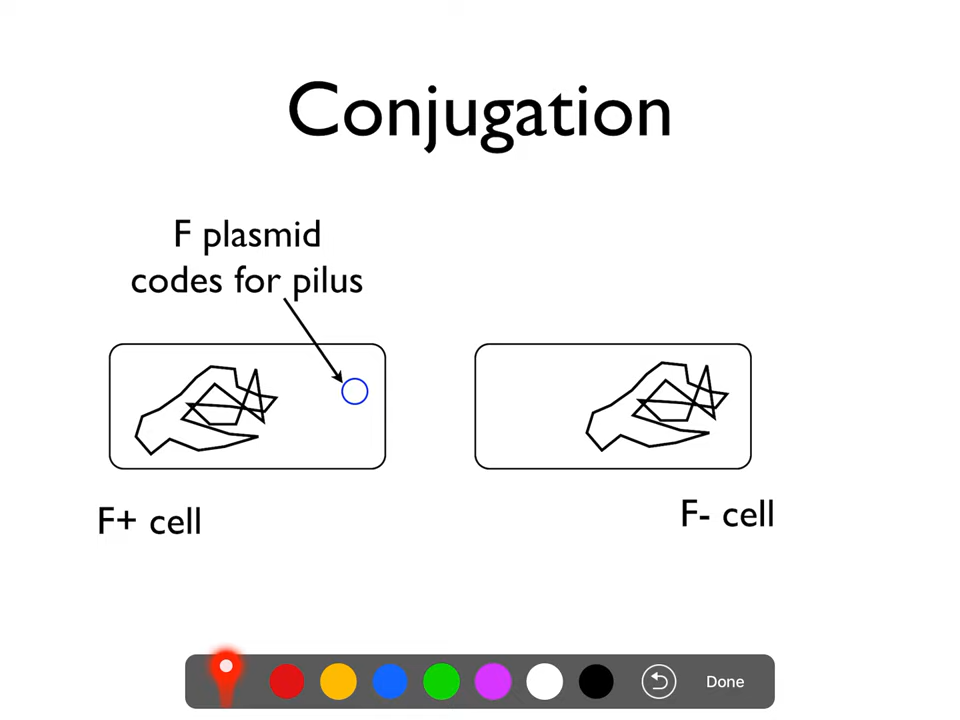 Conjugation
F plasmid
codes for pilus
F+ cell
F- cell
Done